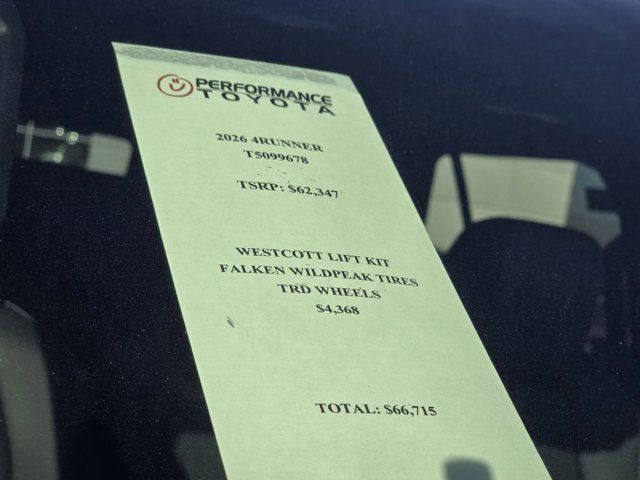 PERFORMANCE
TOYOTA
2026 4RUNNER
T5099678
TSRP: $62,347
WESTCOTT LIFT KIT
FALKEN WILDPEAK TIRES
TRD WHEELS
$4,368
TOTAL: $66,715